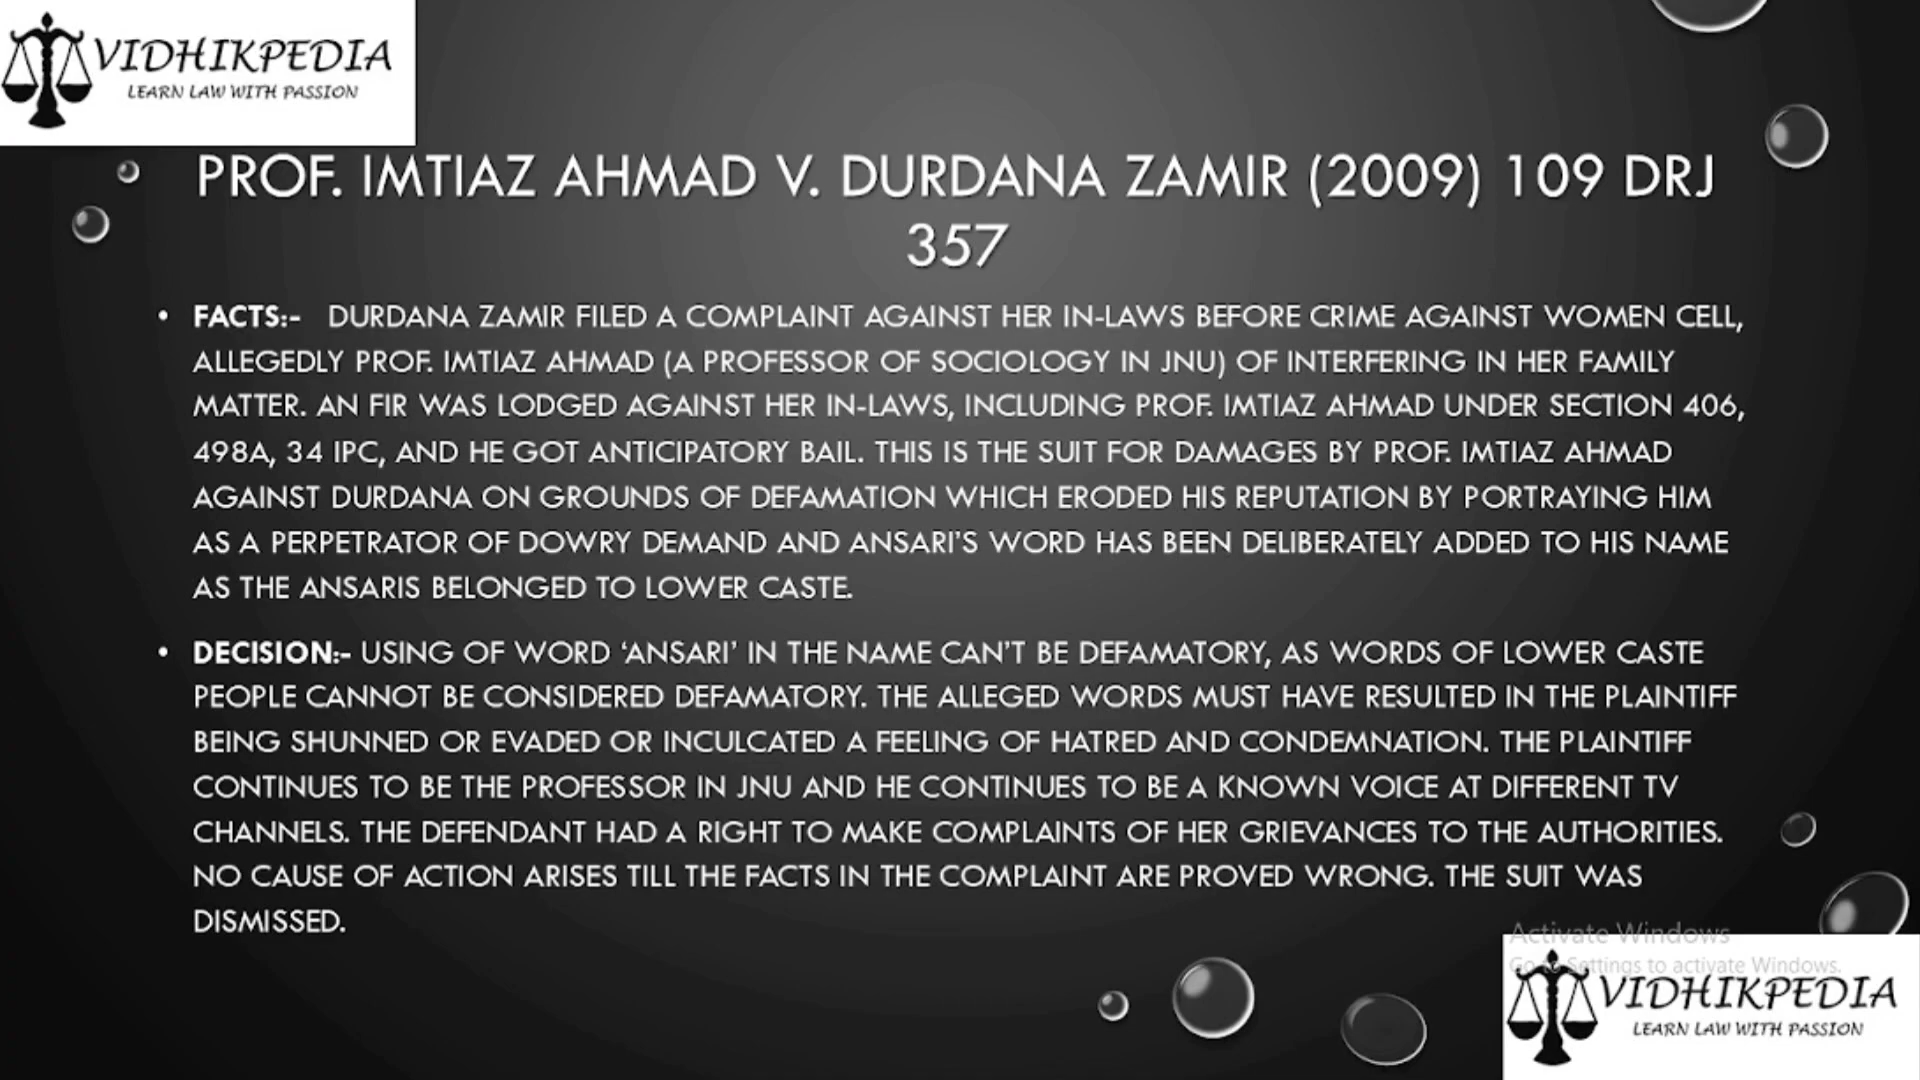 VIDHIKPEDIA
LEARN LAW WITH PASSION
PROF. IMTIAZ AHMAD V. DURDANA ZAMIR (2009) 109 DRJ
357
• FACTS:- DURDANA ZAMIR FILED A COMPLAINT AGAINST HER IN-LAWS BEFORE CRIME AGAINST WOMEN CELL,
ALLEGEDLY PROF. IMTIAZ AHMAD (A PROFESSOR OF SOCIOLOGY IN JNU) OF INTERFERING IN HER FAMILY
MATTER. AN FIR WAS LODGED AGAINST HER IN-LAWS, INCLUDING PROF. IMTIAZ AHMAD UNDER SECTION 406,
498A, 34 IPC, AND HE GOT ANTICIPATORY BAIL. THIS IS THE SUIT FOR DAMAGES BY PROF. IMTIAZ AHMAD
AGAINST DURDANA ON GROUNDS OF DEFAMATION WHICH ERODED HIS REPUTATION BY PORTRAYING HIM
AS A PERPETRATOR OF DOWRY DEMAND AND ANSARI'S WORD HAS BEEN DELIBERATELY ADDED TO HIS NAME
AS THE ANSARIS BELONGED TO LOWER CASTE.
• DECISION:- USING OF WORD ‘ANSARI’ IN THE NAME CAN'T BE DEFAMATORY, AS WORDS OF LOWER CASTE
PEOPLE CANNOT BE CONSIDERED DEFAMATORY. THE ALLEGED WORDS MUST HAVE RESULTED IN THE PLAINTIFF
BEING SHUNNED OR EVADED OR INCULCATED A FEELING OF HATRED AND CONDEMNATION. THE PLAINTIFF
CONTINUES TO BE THE PROFESSOR IN JNU AND HE CONTINUES TO BE A KNOWN VOICE AT DIFFERENT TV
CHANNELS. THE DEFENDANT HAD A RIGHT TO MAKE COMPLAINTS OF HER GRIEVANCES TO THE AUTHORITIES.
NO CAUSE OF ACTION ARISES TILL THE FACTS IN THE COMPLAINT ARE PROVED WRONG. THE SUIT WAS
DISMISSED.
Activate Windows
Go to Settings to activate Windows.
VIDHIKPEDIA
LEARN LAW WITH PASSION